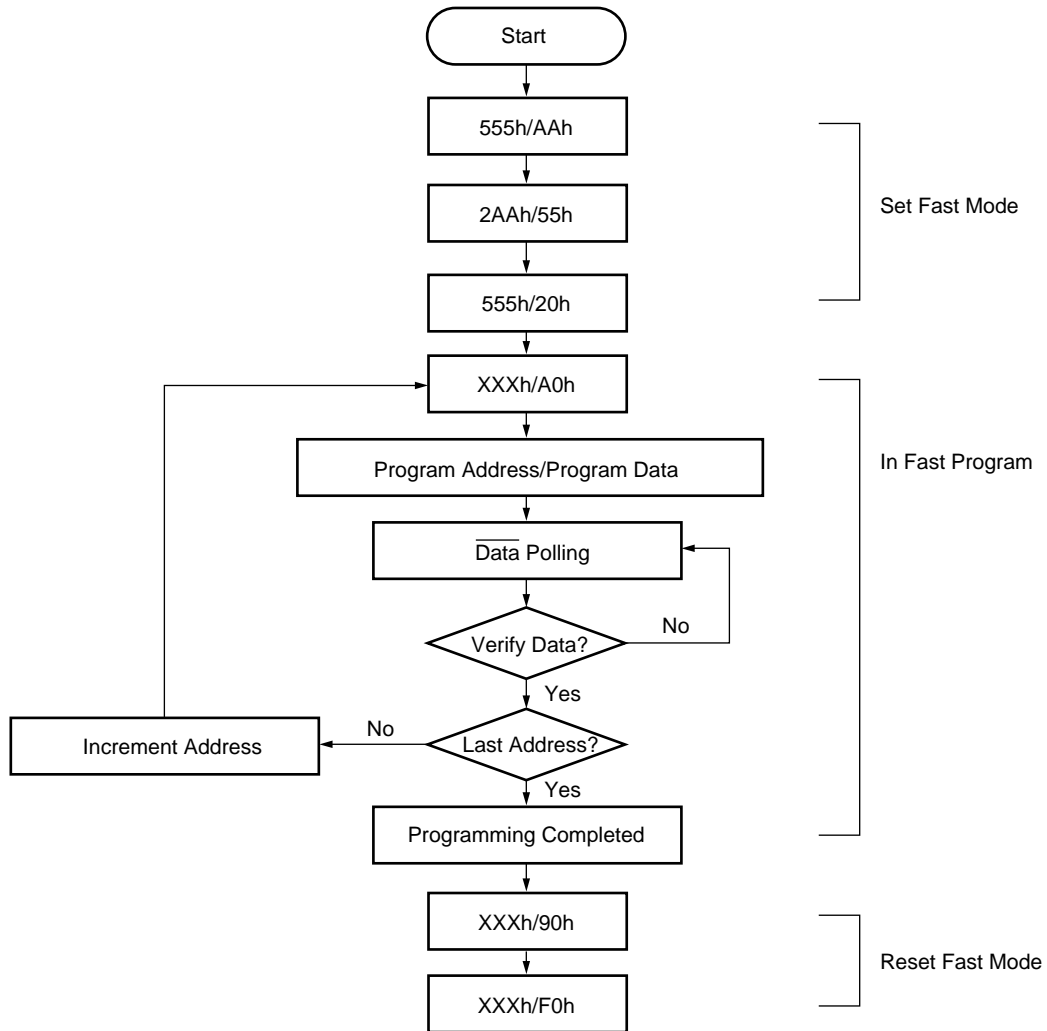 Start
555h/AAh
2AAh/55h
Set Fast Mode
555h/20h
XXXh/A0h
Program Address/Program Data
In Fast Program
Data Polling
Verify Data?
No
Yes
Increment Address
No
Last Address?
Yes
Programming Completed
XXXh/90h
Reset Fast Mode
XXXh/F0h